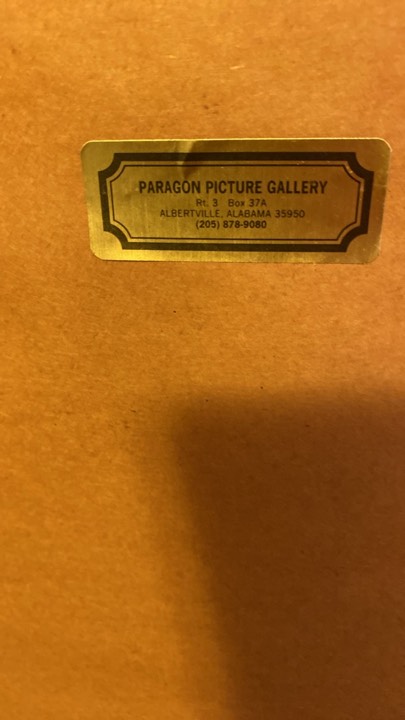 PARAGON PICTURE GALLERY
Rt. 3 Box 37A
ALBERTVILLE, ALABAMA 35950
(205) 878-9080